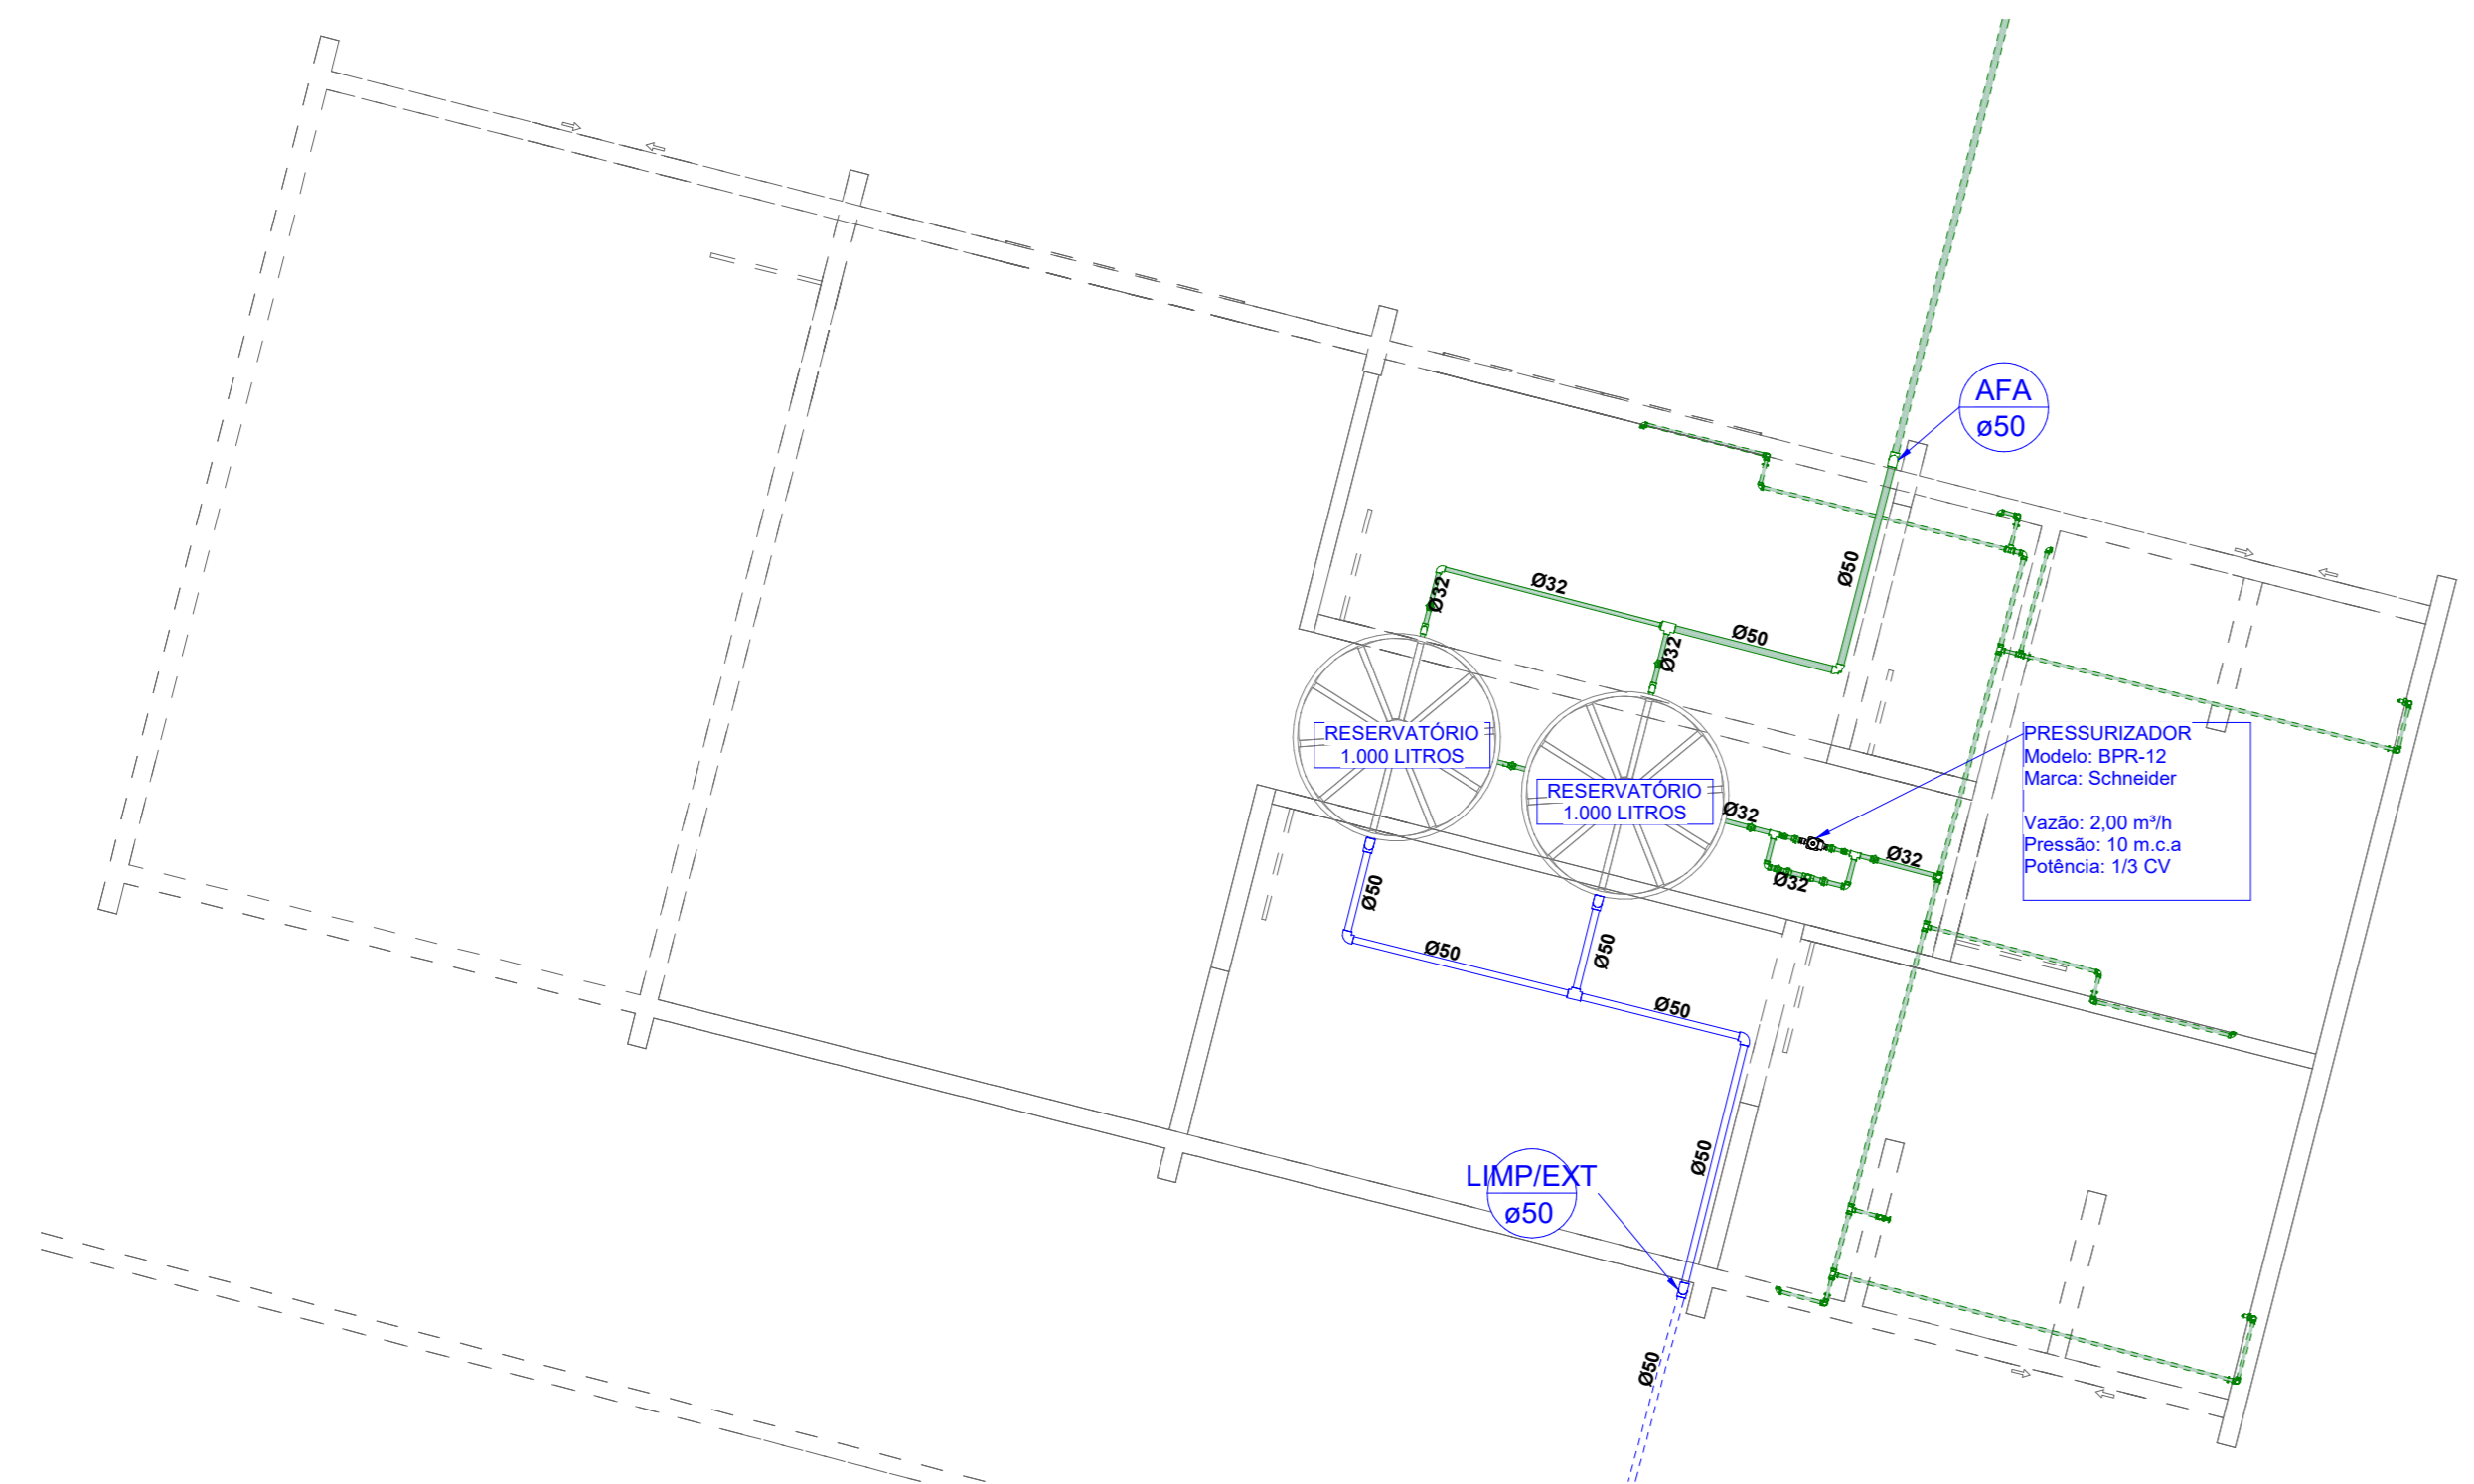 AFA
ø50
Ø50
Ø32
Ø32
Ø50
Ø32
RESERVATÓRIO
1.000 LITROS
RESERVATÓRIO
1.000 LITROS
PRESSURIZADOR
Modelo: BPR-12
Marca: Schneider
Vazão: 2,00 m³/h
Pressão: 10 m.c.a
Potência: 1/3 CV
Ø32
Ø32
Ø32
Ø50
Ø50
Ø50
Ø50
Ø50
LIMP/EXT
ø50
Ø50